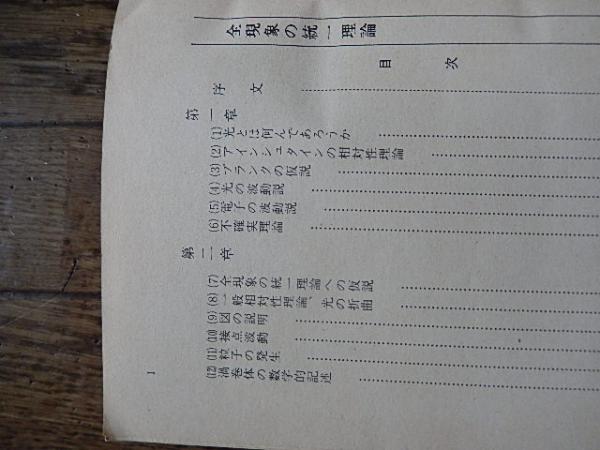 全現象の統一理論
目次
序文
第一章
(1)光とは何んであろうか
(2)アインシュタインの相対性理論
(3)プランクの仮説
(4)光の波動説
(5)電子の波動説
(6)不確実理論
第二章
(7)全現象の統一理論への仮説
(8)一般相対性理論、光の折曲
(9)図の説明
(10)接点波動
(11)粒子の発生
(12)渦巻体の数学的記述
1